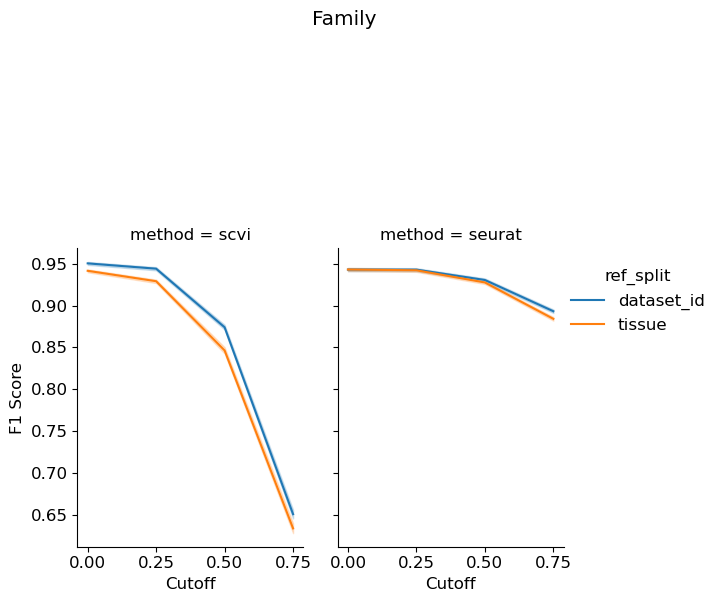 Family
method = scvi
method = seurat
F1 Score
0.95
0.90
0.85
0.80
0.75
0.70
0.65
0.00 0.25 0.50 0.75
Cutoff
0.00 0.25 0.50 0.75
Cutoff
ref_split
dataset_id
tissue